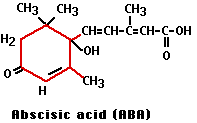 CH₃ CH₃ CH₃
CH=CH-C=CH-C-OH
H₂ OH O
O CH₃
H
Abscisic acid (ABA)